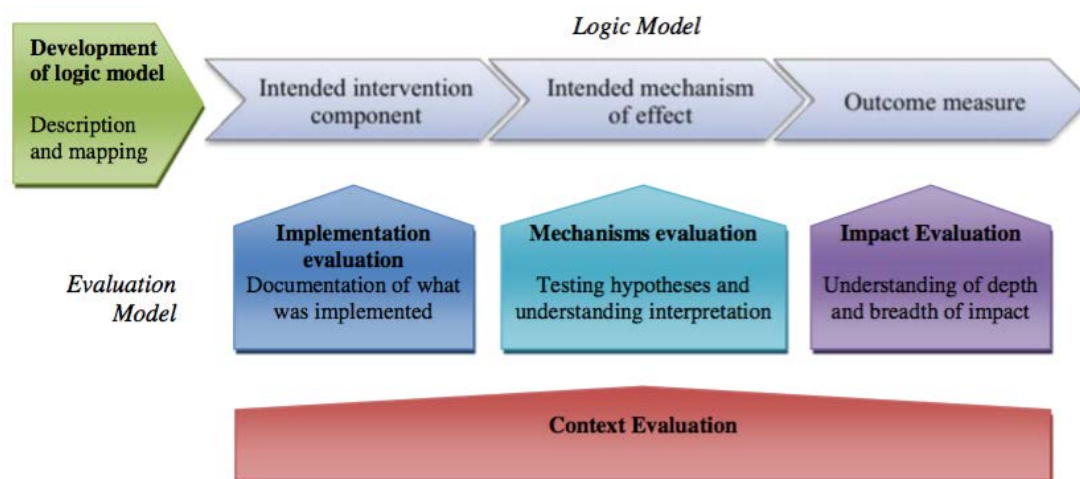 Logic Model
Development
of logic model
Description
and mapping
Intended intervention
component
Intended mechanism
of effect
Outcome measure
Evaluation
Model
Implementation
evaluation
Documentation of what
was implemented
Mechanisms evaluation
Testing hypotheses and
understanding interpretation
Impact Evaluation
Understanding of depth
and breadth of impact
Context Evaluation